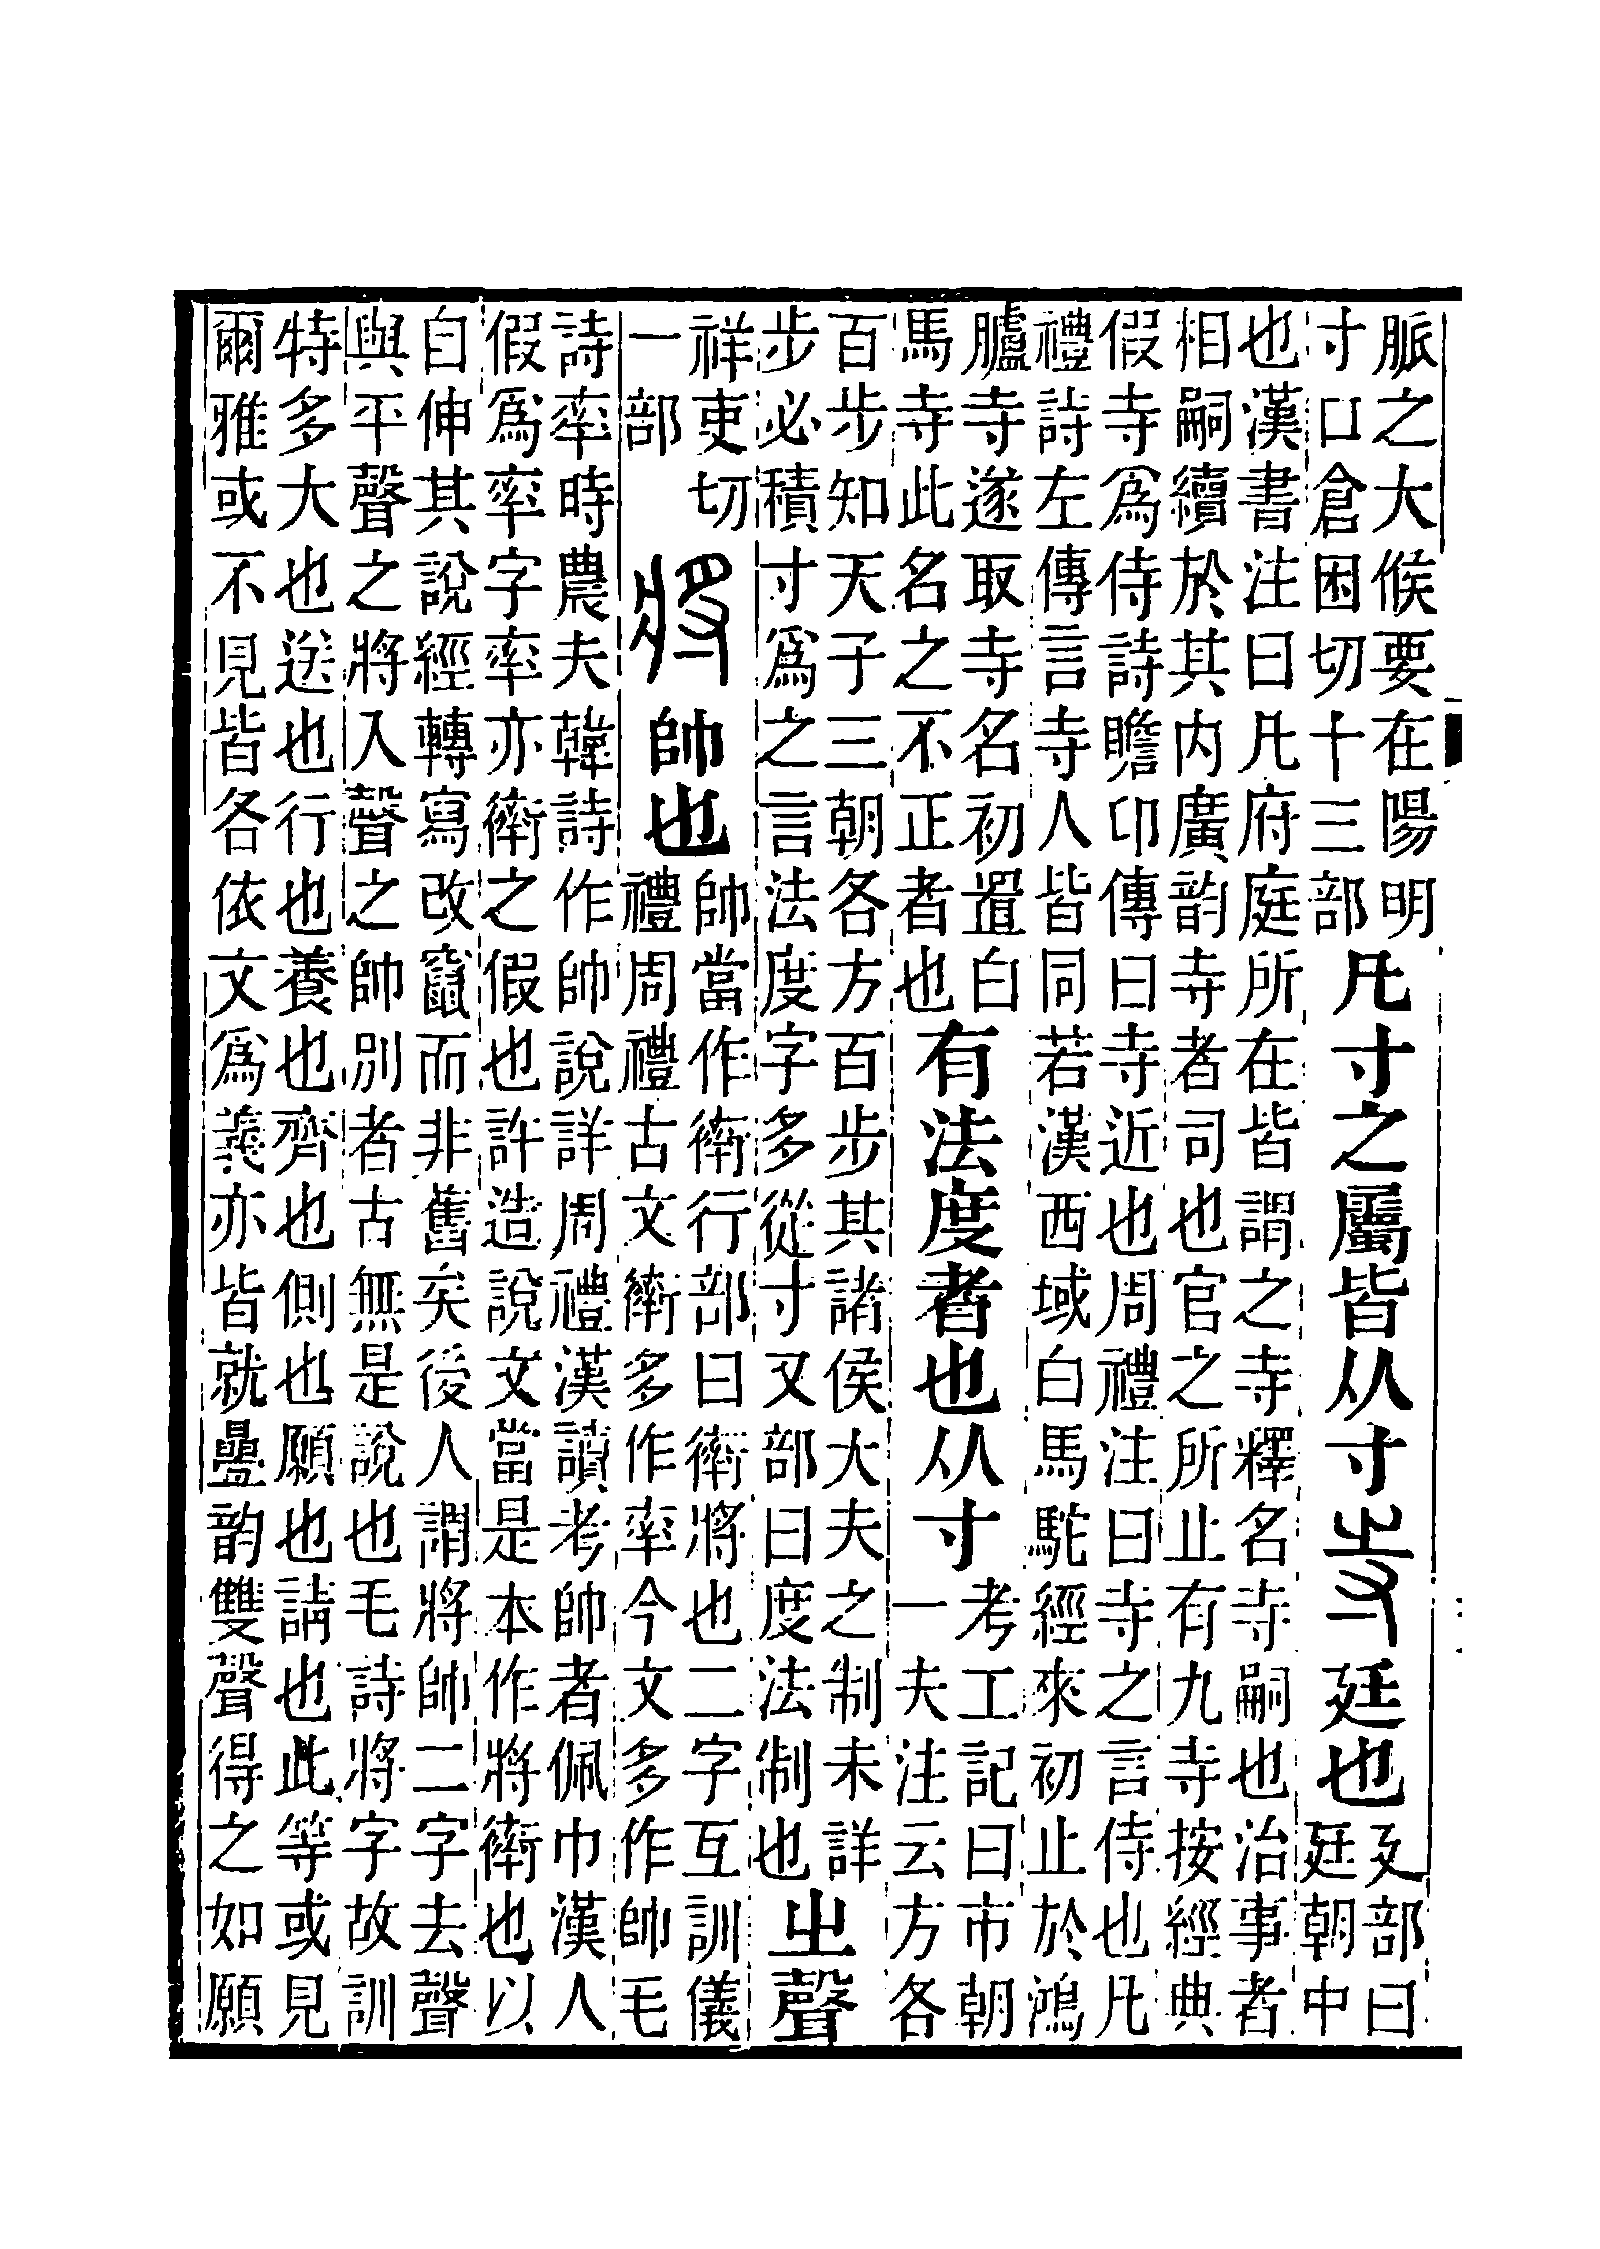 脈之大候要在陽明
寸口倉困切十三部
凡寸之屬皆从寸
寺
廷也
廴部曰
廷朝中
也漢書注曰凡府庭所在皆謂之寺釋名寺嗣也治事者
相嗣續於其内廣韵寺者司也官之所止有九寺按經典
假寺爲侍詩瞻卬傳曰寺近也周禮注曰寺之言侍也凡
禮詩左傳言寺人皆同若漢西域白馬駝經來初止於鴻
臚寺遂取寺名初置白
馬寺此名之不正者也
有法度者也从寸
考工記曰市朝
一夫注云方各
百步知天子三朝各方百步其諸侯大夫之制未詳
步必積寸爲之言法度字多從寸又部曰度法制也
㞢聲
祥吏切
一部
將
帥也
帥當作𧗿行部曰𧗿將也二字互訓儀
禮周禮古文𧗿多作率今文多作帥毛
詩率時農夫韓詩作帥說詳周禮漢讀考帥者佩巾漢人
假爲率字率亦𧗿之假也許造說文當是本作將𧗿也以
自伸其說經轉寫改竄而非舊矣後人謂將帥二字去聲
與平聲之將入聲之帥別者古無是說也毛詩將字故訓
特多大也送也行也養也齊也側也願也請也此等或見
爾雅或不見皆各依文爲義亦皆就疊韵雙聲得之如願